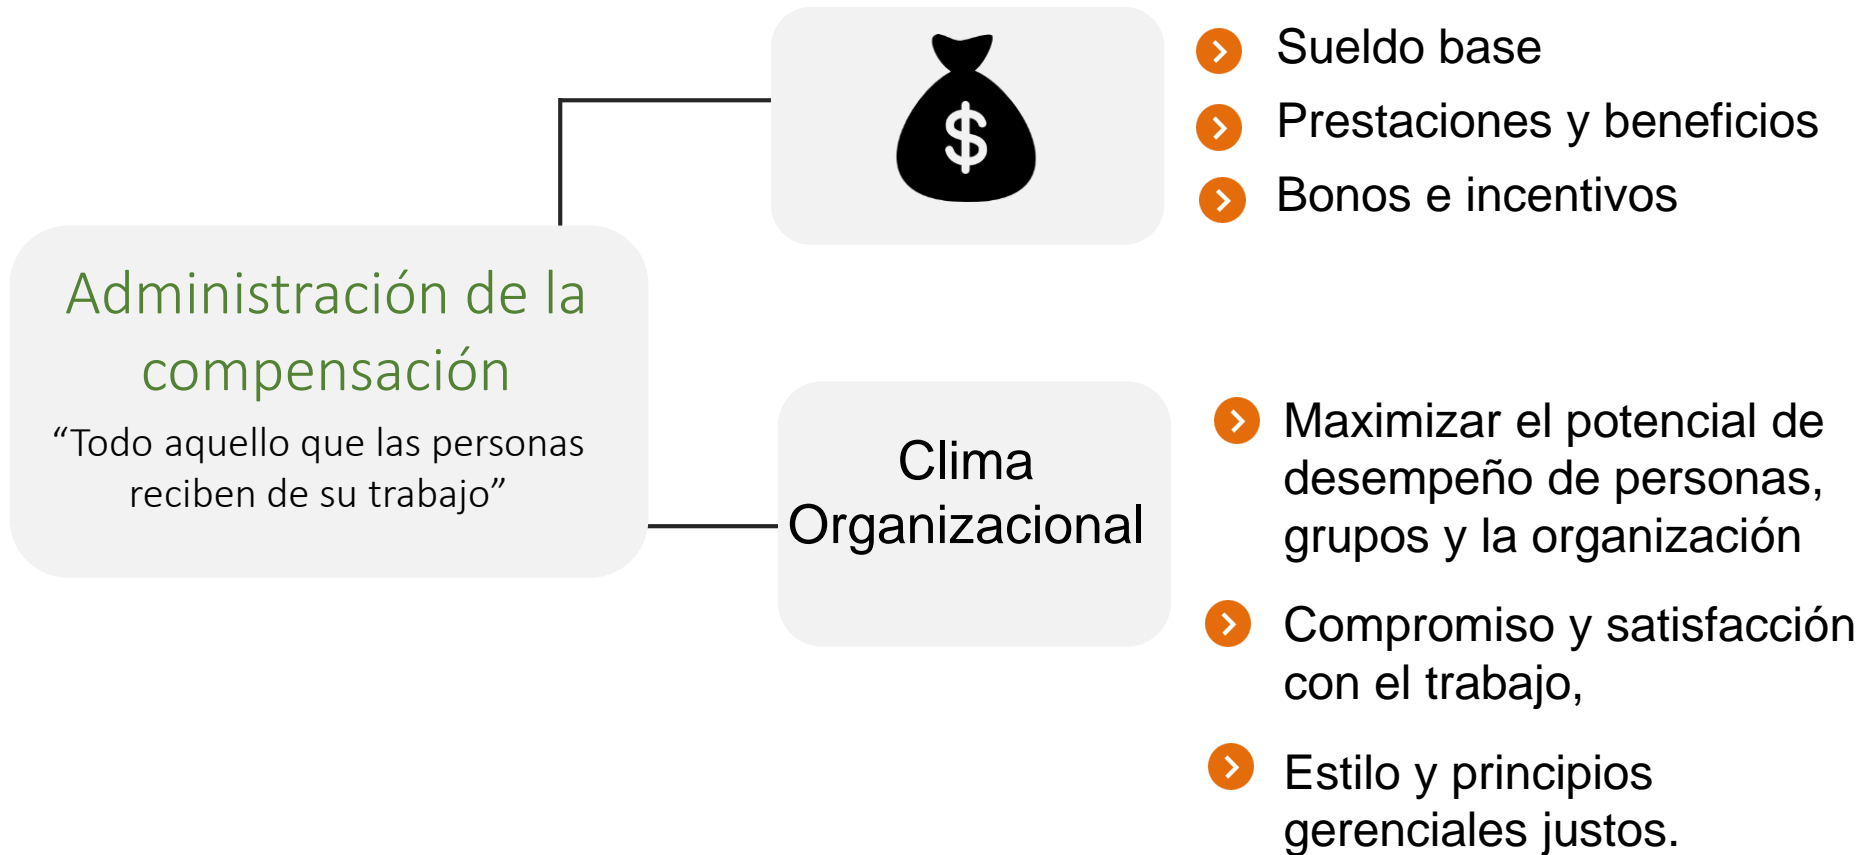 $
Sueldo base
Prestaciones y beneficios
Bonos e incentivos
Administración de la
compensación
“Todo aquello que las personas
reciben de su trabajo”
Clima
Organizacional
Maximizar el potencial de
desempeño de personas,
grupos y la organización
Compromiso y satisfacción
con el trabajo,
Estilo y principios
gerenciales justos.